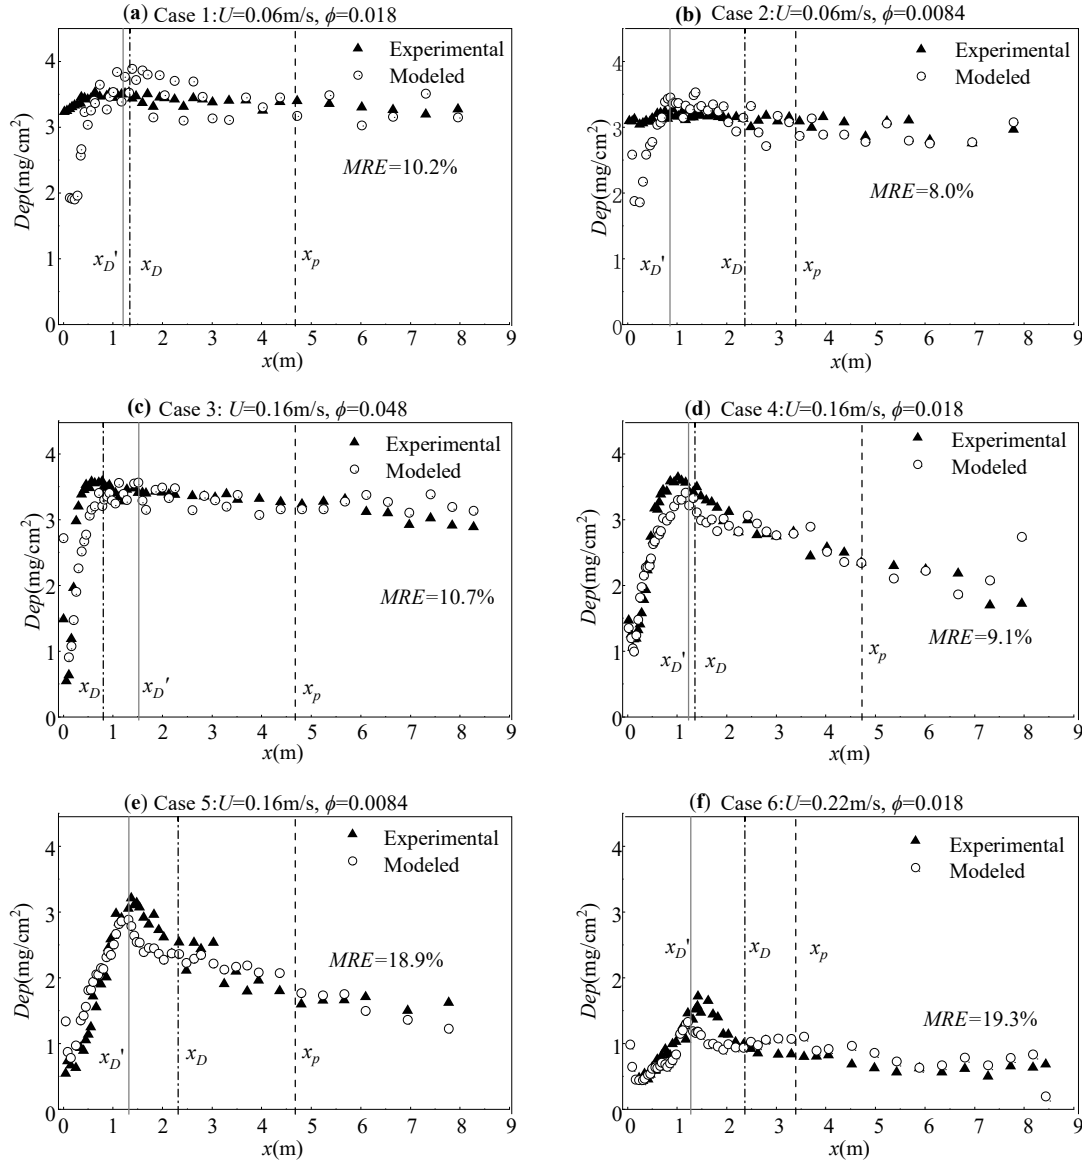 (a) Case 1:U=0.06m/s, ϕ=0.018
Experimental
Modeled
MRE=10.2%
x_D'
x_D
x_p
Dep(mg/cm²)
4
3
2
1
0
0 1 2 3 4 5 6 7 8 9
x(m)
(b) Case 2:U=0.06m/s, ϕ=0.0084
Experimental
Modeled
MRE=8.0%
x_D'
x_D
x_p
Dep(mg/cm²)
4
3
2
1
0
0 1 2 3 4 5 6 7 8 9
x(m)
(c) Case 3: U=0.16m/s, ϕ=0.048
Experimental
Modeled
MRE=10.7%
x_D
x_D'
x_p
Dep(mg/cm²)
4
3
2
1
0
0 1 2 3 4 5 6 7 8 9
x(m)
(d) Case 4:U=0.16m/s, ϕ=0.018
Experimental
Modeled
MRE=9.1%
x_D'
x_D
x_p
Dep(mg/cm²)
4
3
2
1
0
0 1 2 3 4 5 6 7 8 9
x(m)
(e) Case 5:U=0.16m/s, ϕ=0.0084
Experimental
Modeled
MRE=18.9%
x_D'
x_D
x_p
Dep(mg/cm²)
4
3
2
1
0
0 1 2 3 4 5 6 7 8 9
x(m)
(f) Case 6:U=0.22m/s, ϕ=0.018
Experimental
Modeled
x_D'
x_D
x_p
MRE=19.3%
Dep(mg/cm²)
4
3
2
1
0
0 1 2 3 4 5 6 7 8 9
x(m)